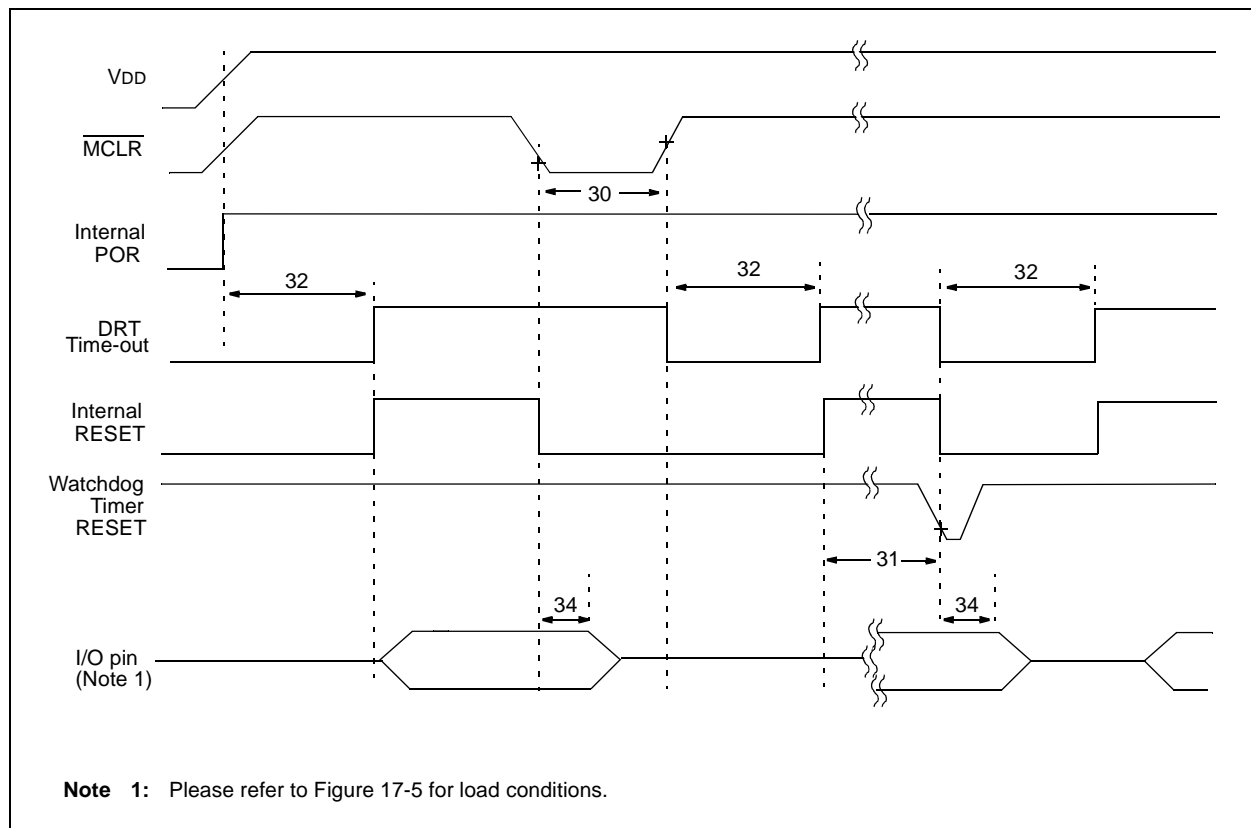 VDD
MCLR
30
Internal
POR
32
32
32
DRT
Time-out
Internal
RESET
Watchdog
Timer
RESET
31
34
34
I/O pin
(Note 1)
Note 1: Please refer to Figure 17-5 for load conditions.